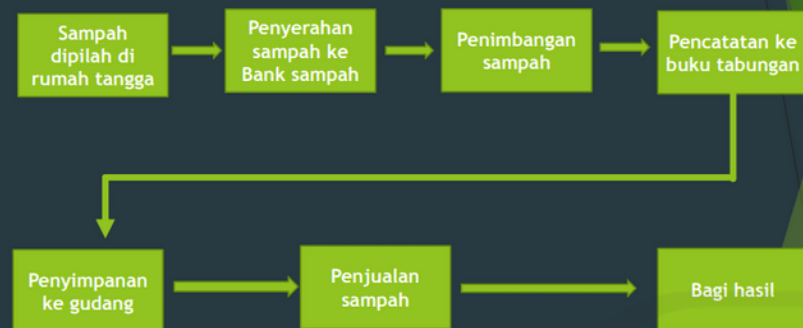 Sampah
dipilah di
rumah tangga
Penyerahan
sampah ke
Bank sampah
Penimbangan
sampah
Pencatatan ke
buku tabungan
Penyimpanan
ke gudang
Penjualan
sampah
Bagi hasil